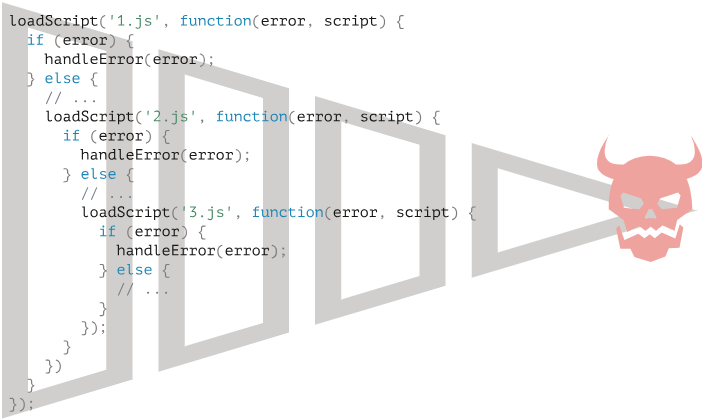 loadScript('1.js', function(error, script) {
  if (error) {
    handleError(error);
  } else {
    // ...
    loadScript('2.js', function(error, script) {
      if (error) {
        handleError(error);
      } else {
        // ...
        loadScript('3.js', function(error, script) {
          if (error) {
            handleError(error);
          } else {
            // ...
          }
        });
      }
    })
  }
});